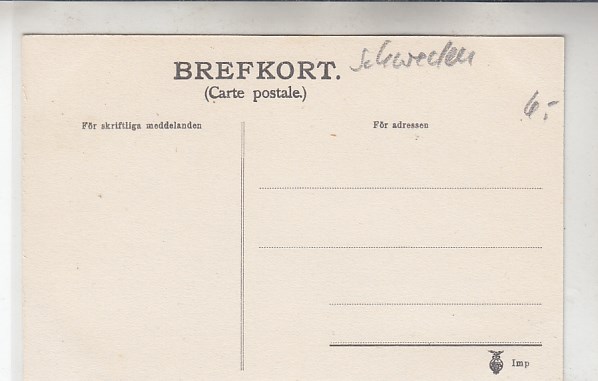 BREFKORT.
Schweden
(Carte postale.)
6.-
För skriftliga meddelanden
För adressen
Imp